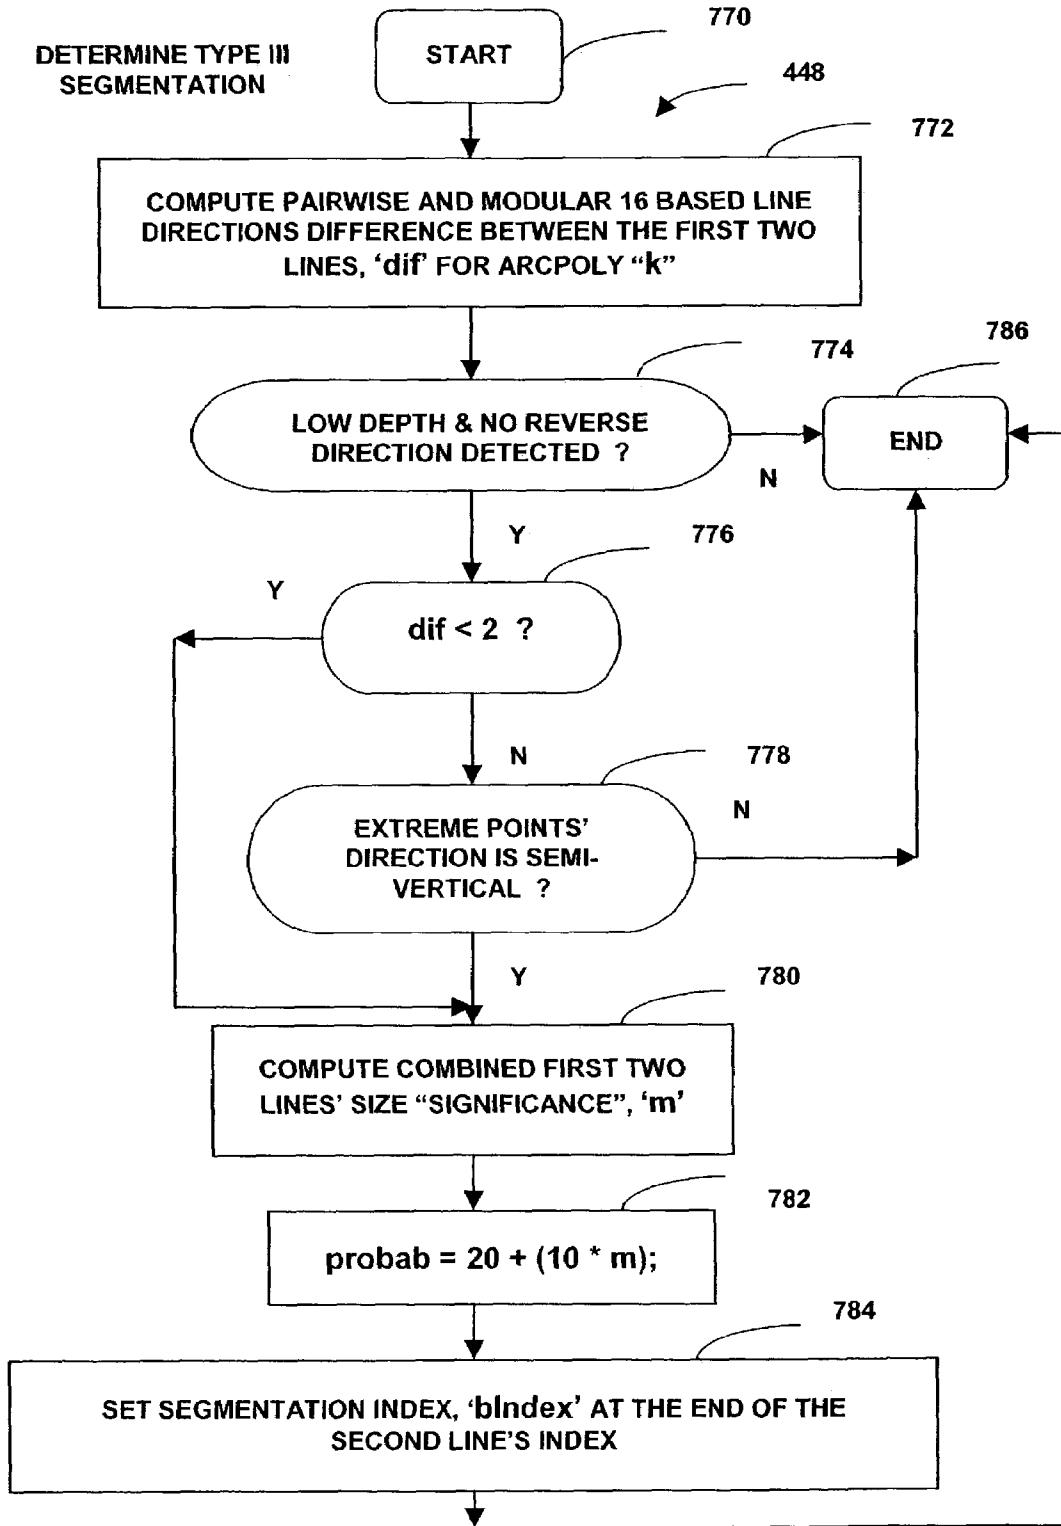 DETERMINE TYPE III
SEGMENTATION
START
770
448
772
COMPUTE PAIRWISE AND MODULAR 16 BASED LINE
DIRECTIONS DIFFERENCE BETWEEN THE FIRST TWO
LINES, ‘dif’ FOR ARCPOLY “k”
774
LOW DEPTH & NO REVERSE
DIRECTION DETECTED ?
786
END
N
Y
776
Y
dif < 2 ?
N
778
EXTREME POINTS’
DIRECTION IS SEMI-
VERTICAL ?
N
Y
780
COMPUTE COMBINED FIRST TWO
LINES’ SIZE “SIGNIFICANCE”, ‘m’
782
probab = 20 + (10 * m);
784
SET SEGMENTATION INDEX, ‘bIndex’ AT THE END OF THE
SECOND LINE’S INDEX